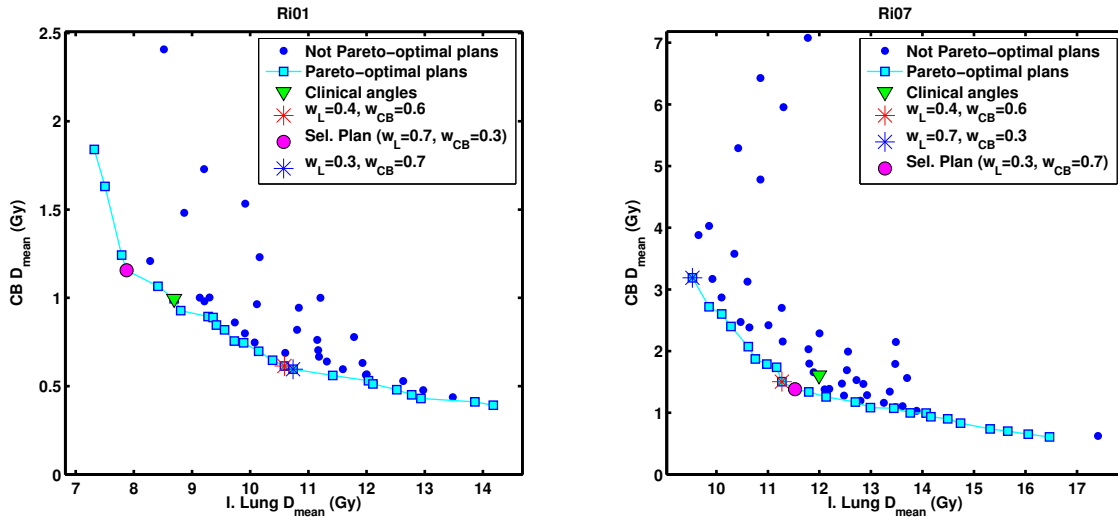 Ri01
2.5
2
1.5
1
0.5
0
CB D_mean (Gy)
7 8 9 10 11 12 13 14
I. Lung D_mean (Gy)
Not Pareto-optimal plans
Pareto-optimal plans
Clinical angles
w_L=0.4, w_CB=0.6
Sel. Plan (w_L=0.7, w_CB=0.3)
w_L=0.3, w_CB=0.7
Ri07
7
6
5
4
3
2
1
0
CB D_mean (Gy)
10 11 12 13 14 15 16 17
I. Lung D_mean (Gy)
Not Pareto-optimal plans
Pareto-optimal plans
Clinical angles
w_L=0.4, w_CB=0.6
w_L=0.7, w_CB=0.3
Sel. Plan (w_L=0.3, w_CB=0.7)